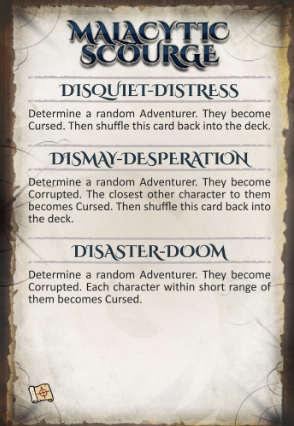 MALACYTIC
SCOURGE
DISQUIET-DISTRESS
Determine a random Adventurer. They become
Cursed. Then shuffle this card back into the deck.
DISMAY-DESPERATION
Determine a random Adventurer. They become
Corrupted. The closest other character to them
becomes Cursed. Then shuffle this card back into
the deck.
DISASTER-DOOM
Determine a random Adventurer. They become
Corrupted. Each character within short range of
them becomes Cursed.